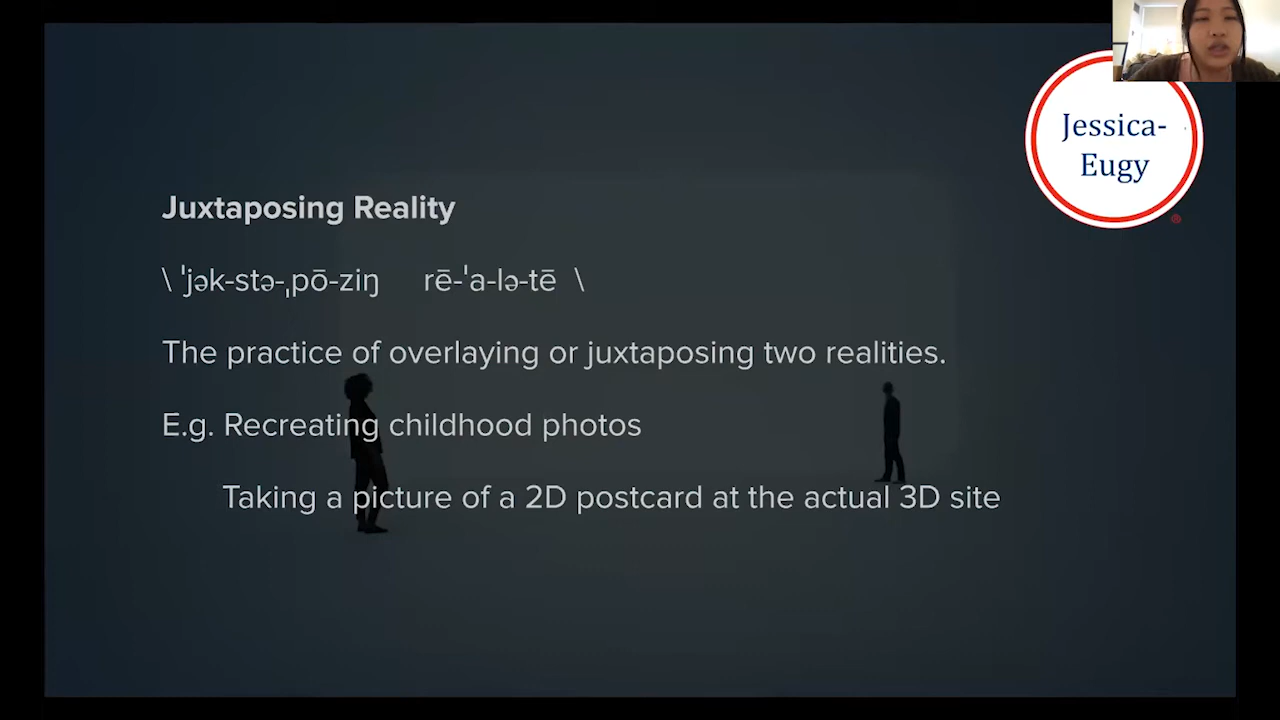 Jessica-
Eugy
Juxtaposing Reality
\ ˈjək-stə-ˌpō-ziŋ rē-ˈa-lə-tē \
The practice of overlaying or juxtaposing two realities.
E.g. Recreating childhood photos
Taking a picture of a 2D postcard at the actual 3D site